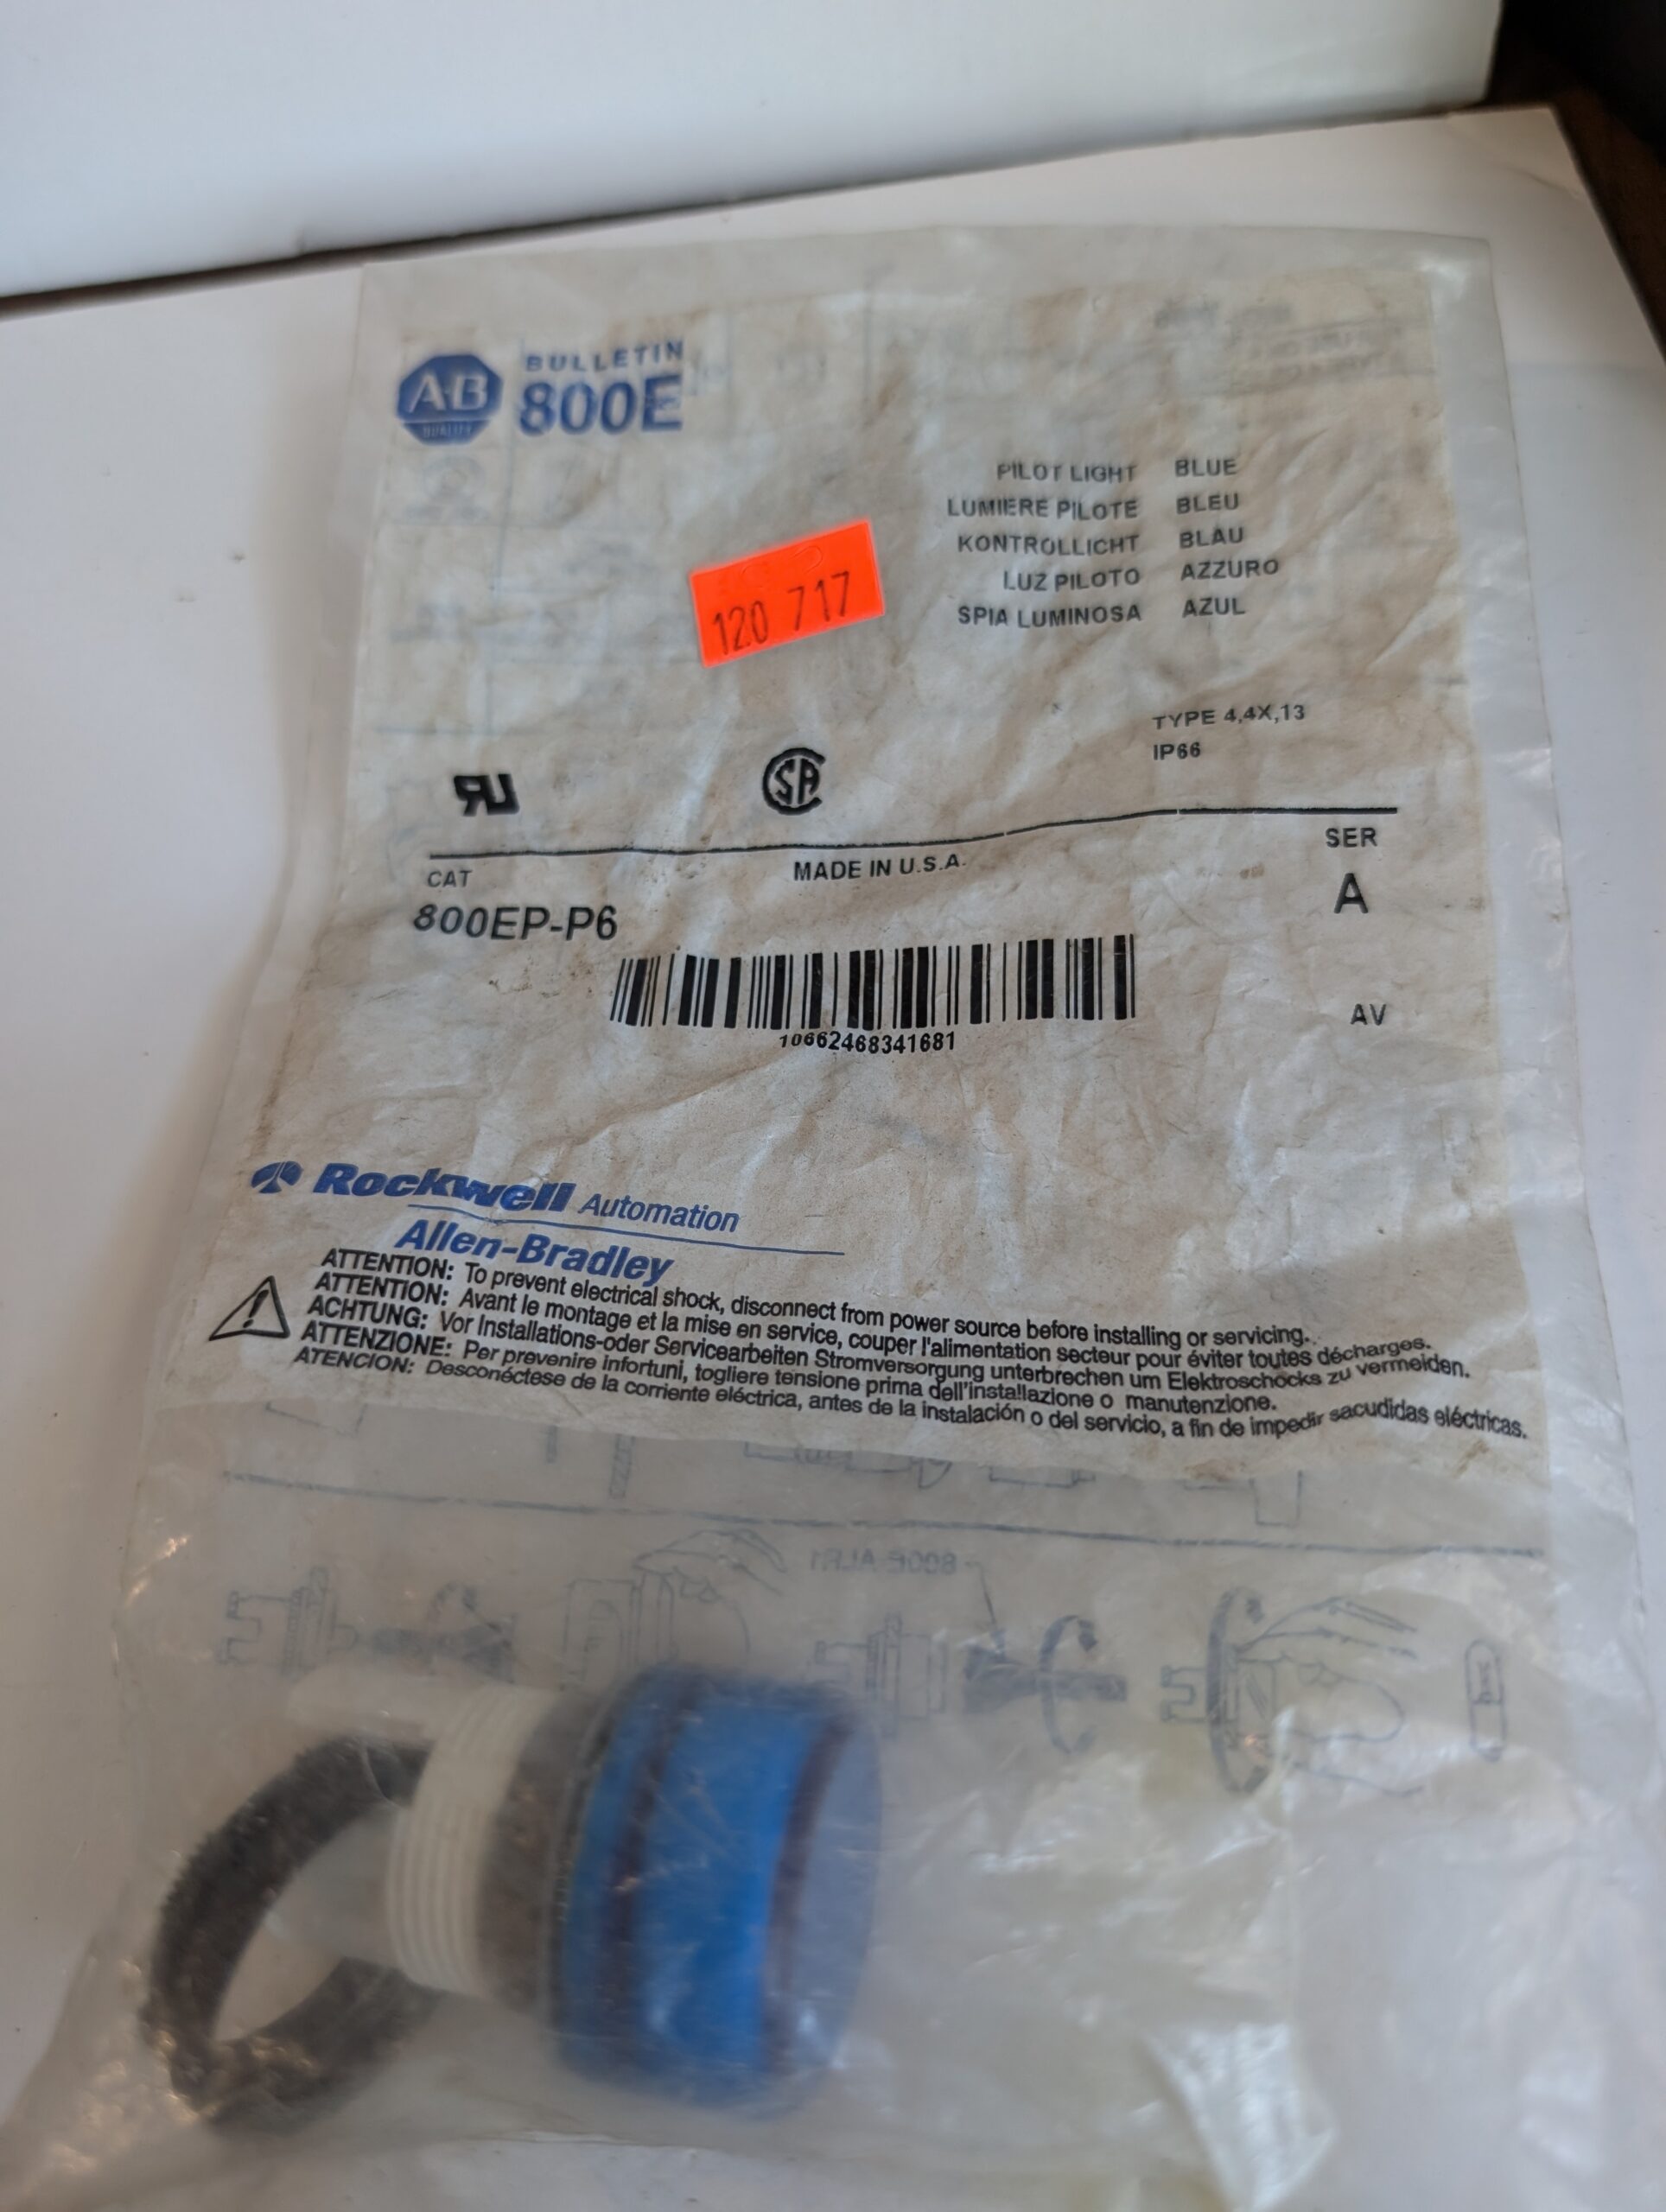 A-B
QUALITY
BULLETIN
800E
PILOT LIGHT BLUE
LUMIERE PILOTE BLEU
KONTROLLICHT BLAU
LUZ PILOTO AZZURO
SPIA LUMINOSA AZUL
120 717
TYPE 4,4X,13
IP66
RU
CSA
CAT
MADE IN U.S.A.
SER
800EP-P6
A
10662468341681
AV
Rockwell Automation
Allen-Bradley
ATTENTION: To prevent electrical shock, disconnect from power source before installing or servicing.
ATTENTION: Avant le montage et la mise en service, couper l'alimentation secteur pour éviter toutes décharges.
ACHTUNG: Vor Installations-oder Servicearbeiten Stromversorgung unterbrechen um Elektroschocks zu vermeiden.
ATTENZIONE: Per prevenire infortuni, togliere tensione prima dell'installazione o manutenzione.
ATENCION: Desconéctese de la corriente eléctrica, antes de la instalación o del servicio, a fin de impedir sacudidas eléctricas.